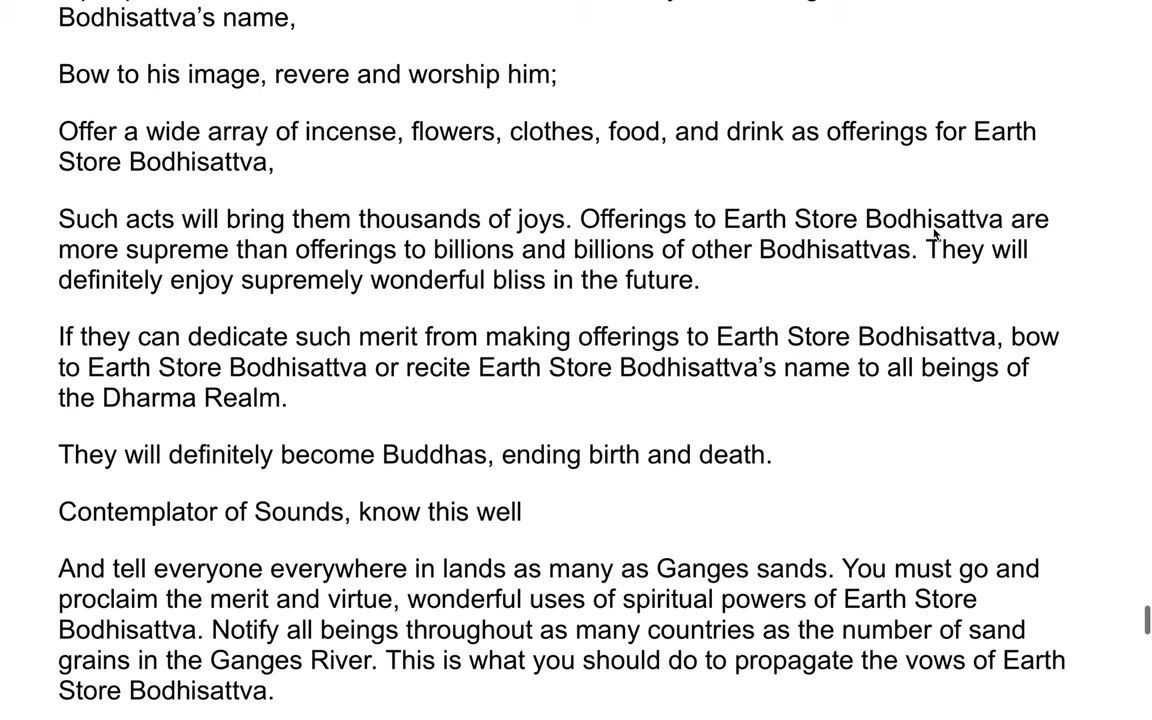 Bodhisattva’s name,
Bow to his image, revere and worship him;
Offer a wide array of incense, flowers, clothes, food, and drink as offerings for Earth
Store Bodhisattva,
Such acts will bring them thousands of joys. Offerings to Earth Store Bodhisattva are
more supreme than offerings to billions and billions of other Bodhisattvas. They will
definitely enjoy supremely wonderful bliss in the future.
If they can dedicate such merit from making offerings to Earth Store Bodhisattva, bow
to Earth Store Bodhisattva or recite Earth Store Bodhisattva’s name to all beings of
the Dharma Realm.
They will definitely become Buddhas, ending birth and death.
Contemplator of Sounds, know this well
And tell everyone everywhere in lands as many as Ganges sands. You must go and
proclaim the merit and virtue, wonderful uses of spiritual powers of Earth Store
Bodhisattva. Notify all beings throughout as many countries as the number of sand
grains in the Ganges River. This is what you should do to propagate the vows of Earth
Store Bodhisattva.